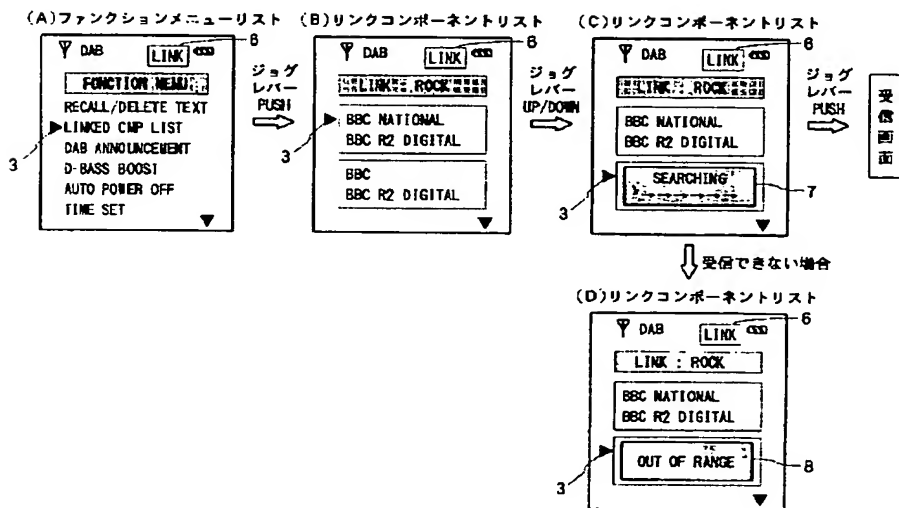 (A)ファンクションメニューリスト
6
DAB
LINK
FUNCTION MENU
RECALL/DELETE TEXT
LINKED CMP LIST
DAB ANNOUNCEMENT
D-BASS BOOST
AUTO POWER OFF
TIME SET
3
ジョグ
レバー
PUSH
(B)リンクコンポーネントリスト
6
DAB
LINK
LINK : ROCK
BBC NATIONAL
BBC R2 DIGITAL
BBC
BBC R2 DIGITAL
3
ジョグ
レバー
UP/DOWN
(C)リンクコンポーネントリスト
6
DAB
LINK
LINK : ROCK
BBC NATIONAL
BBC R2 DIGITAL
SEARCHING
3
7
ジョグ
レバー
PUSH
受信画面
受信できない場合
(D)リンクコンポーネントリスト
6
DAB
LINK
LINK : ROCK
BBC NATIONAL
BBC R2 DIGITAL
OUT OF RANGE
3
8